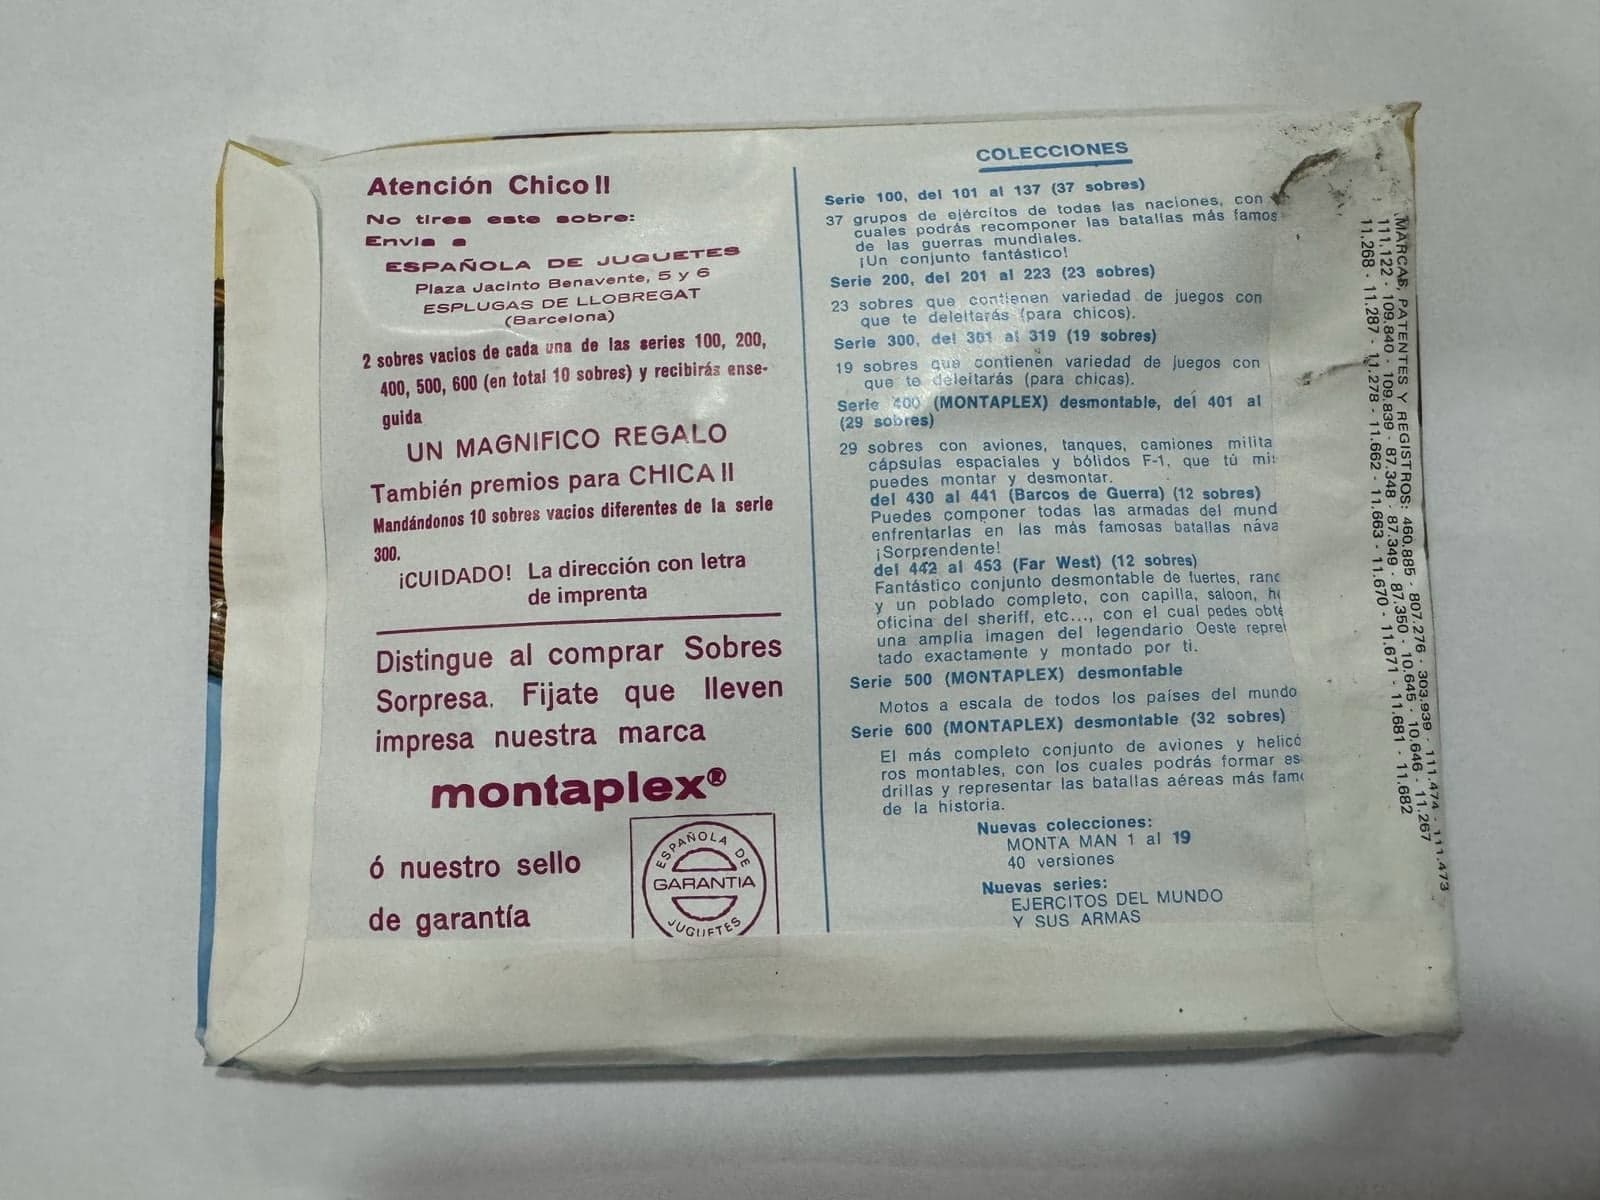 Atención Chico!!
No tires este sobre:
Envia a
ESPAÑOLA DE JUGUETES
Plaza Jacinto Benavente, 5 y 6
ESPLUGAS DE LLOBREGAT
(Barcelona)
2 sobres vacios de cada una de las series 100, 200,
400, 500, 600 (en total 10 sobres) y recibirás ense-
guida
UN MAGNIFICO REGALO
También premios para CHICA!!
Mandándonos 10 sobres vacios diferentes de la serie
300.
¡CUIDADO! La dirección con letra
de imprenta
Distingue al comprar Sobres
Sorpresa. Fijate que lleven
impresa nuestra marca
montaplex®
ó nuestro sello
de garantía
ESPAÑOLA DE
GARANTIA
JUGUETES
COLECCIONES
Serie 100, del 101 al 137 (37 sobres)
37 grupos de ejércitos de todas las naciones, con
cuales podrás recomponer las batallas más famos
de las guerras mundiales.
¡Un conjunto fantástico!
Serie 200, del 201 al 223 (23 sobres)
23 sobres que contienen variedad de juegos con
que te deleitarás (para chicos).
Serie 300, del 301 al 319 (19 sobres)
19 sobres que contienen variedad de juegos con
que te deleitarás (para chicas).
Serie 400 (MONTAPLEX) desmontable, del 401 al
(29 sobres)
29 sobres con aviones, tanques, camiones milita
cápsulas espaciales y bólidos F-1, que tú mi
puedes montar y desmontar.
del 430 al 441 (Barcos de Guerra) (12 sobres)
Puedes componer todas las armadas del mund
enfrentarlas en las más famosas batallas náva
¡Sorprendente!
del 442 al 453 (Far West) (12 sobres)
Fantástico conjunto desmontable de fuertes, ranc
y un poblado completo, con capilla, saloon, h
oficina del sheriff, etc..., con el cual pedes obte
una amplia imagen del legendario Oeste repre
tado exactamente y montado por ti.
Serie 500 (MONTAPLEX) desmontable
Motos a escala de todos los países del mundo
Serie 600 (MONTAPLEX) desmontable (32 sobres)
El más completo conjunto de aviones y helicó
ros montables, con los cuales podrás formar es
drillas y representar las batallas aéreas más fam
de la historia.
Nuevas colecciones:
MONTA MAN 1 al 19
40 versiones
Nuevas series:
EJERCITOS DEL MUNDO
Y SUS ARMAS
MARCAS, PATENTES Y REGISTROS: 460.885 - 807.276 - 303.939 - 111.474 - 111.473
111.122 - 109.840 - 109.839 - 87.348 - 87.349 - 87.350 - 10.645 - 10.646 - 11.267
11.268 - 11.287 - 11.278 - 11.662 - 11.663 - 11.670 - 11.671 - 11.681 - 11.682